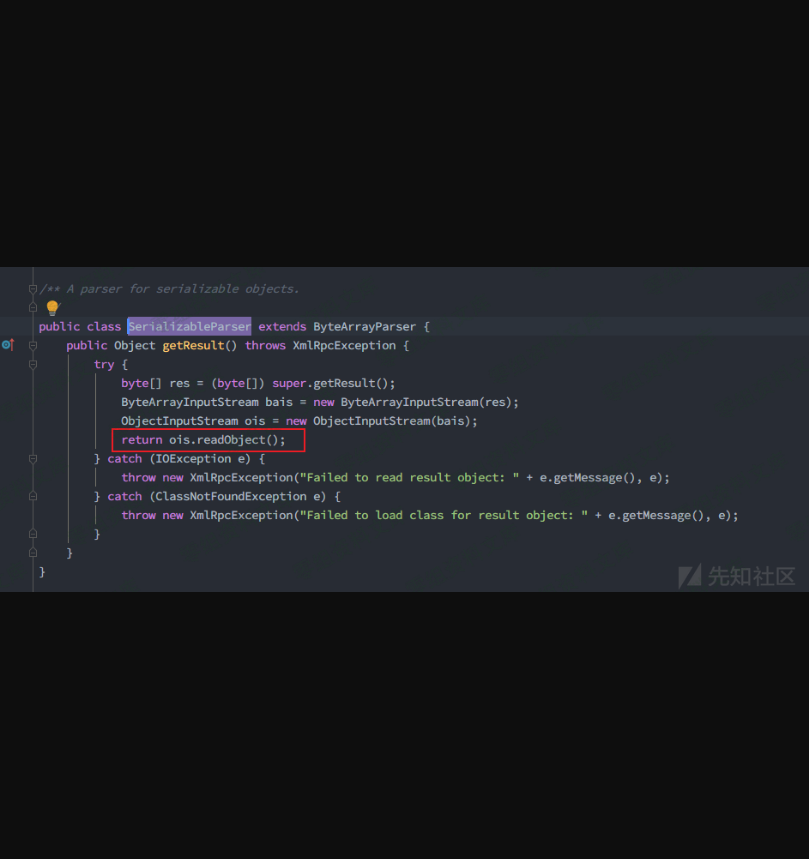 /** A parser for serializable objects.
public class SerializableParser extends ByteArrayParser {
public Object getResult() throws XmlRpcException {
try {
byte[] res = (byte[]) super.getResult();
ByteArrayInputStream bais = new ByteArrayInputStream(res);
ObjectInputStream ois = new ObjectInputStream(bais);
return ois.readObject();
} catch (IOException e) {
throw new XmlRpcException("Failed to read result object: " + e.getMessage(), e);
} catch (ClassNotFoundException e) {
throw new XmlRpcException("Failed to load class for result object: " + e.getMessage(), e);
}
}
}
先知社区